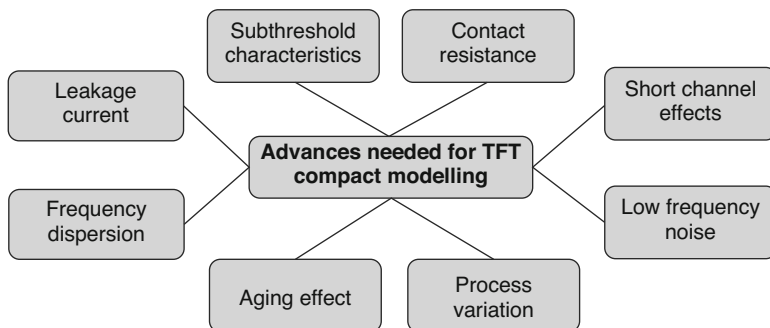 Subthreshold
characteristics
Contact
resistance
Leakage
current
Short channel
effects
Advances needed for TFT
compact modelling
Frequency
dispersion
Low frequency
noise
Aging effect
Process
variation